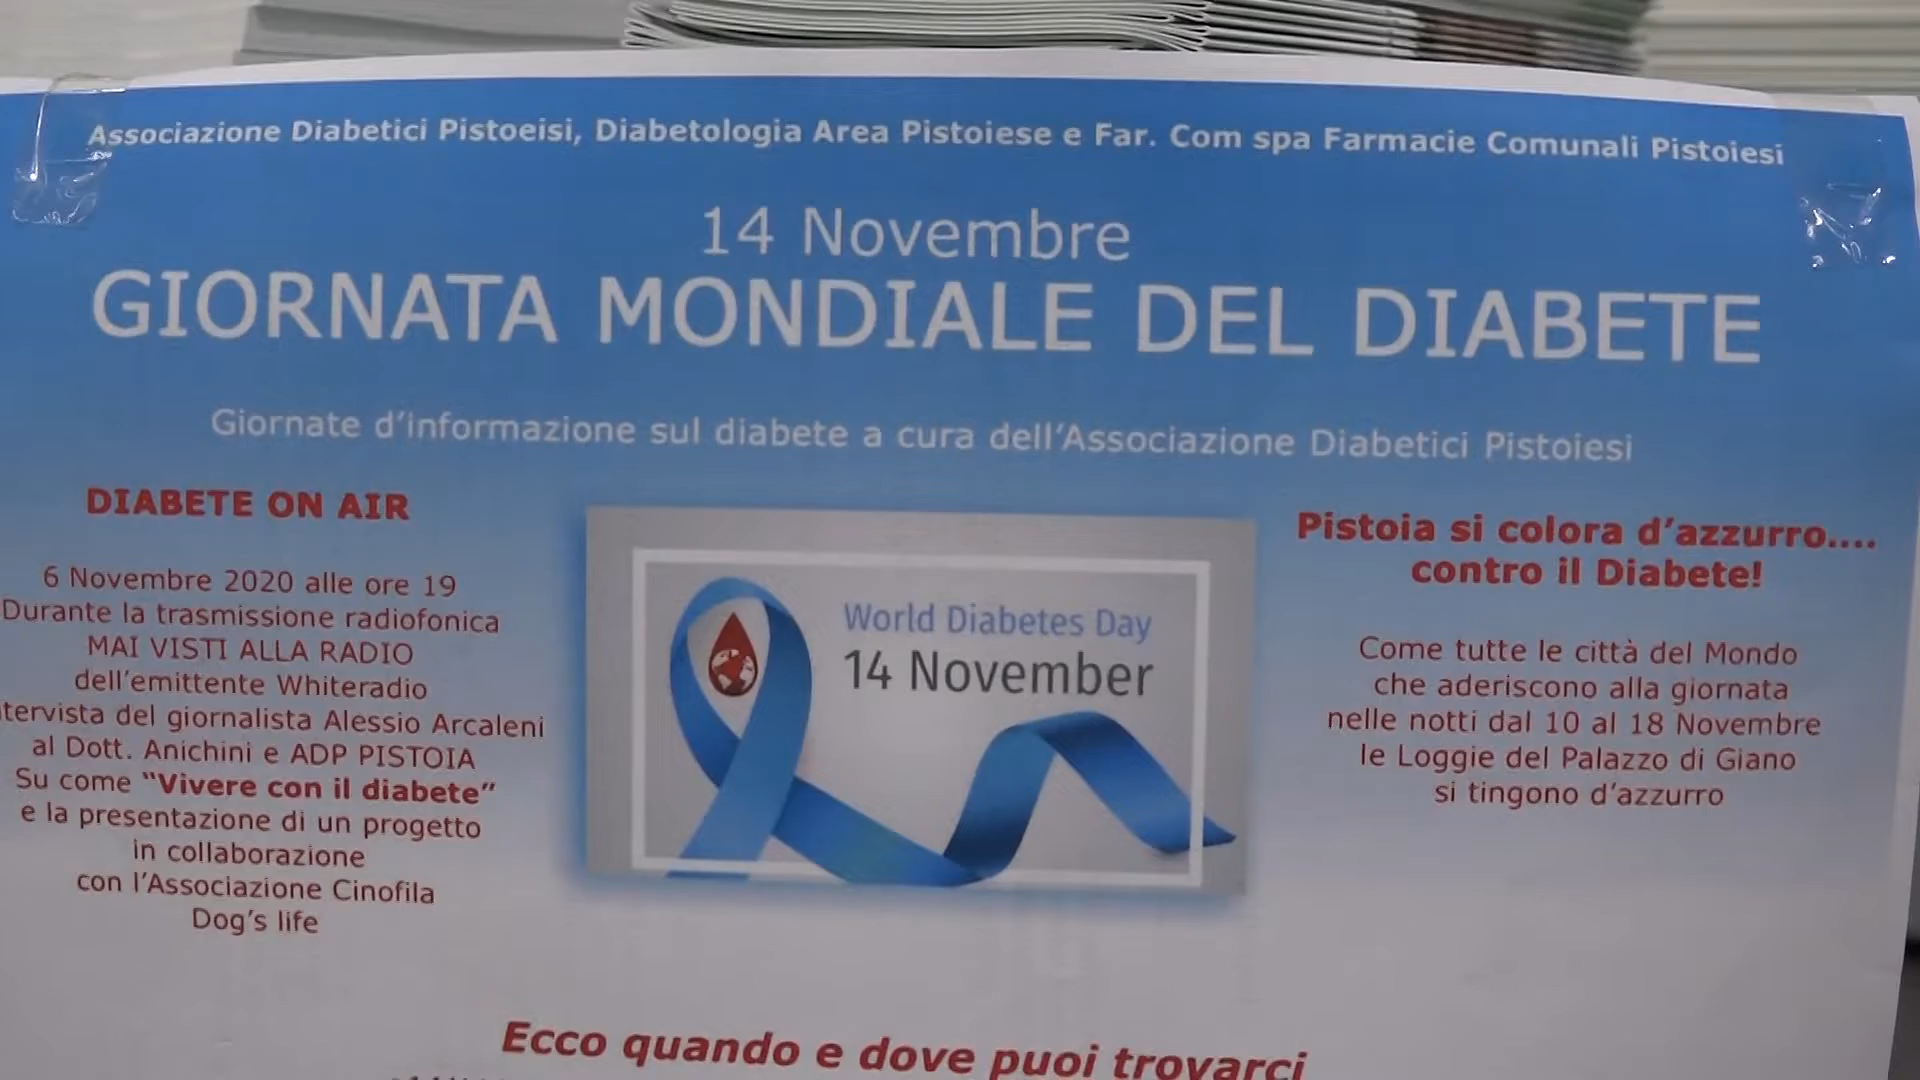 Associazione Diabetici Pistoeisi, Diabetologia Area Pistoiese e Far. Com spa Farmacie Comunali Pistoiesi
14 Novembre
GIORNATA MONDIALE DEL DIABETE
Giornate d'informazione sul diabete a cura dell'Associazione Diabetici Pistoiesi
DIABETE ON AIR
6 Novembre 2020 alle ore 19
Durante la trasmissione radiofonica
MAI VISTI ALLA RADIO
dell'emittente Whiteradio
tervista del giornalista Alessio Arcaleni
al Dott. Anichini e ADP PISTOIA
Su come "Vivere con il diabete"
e la presentazione di un progetto
in collaborazione
con l'Associazione Cinofila
Dog's life
World Diabetes Day
14 November
Pistoia si colora d'azzurro....
contro il Diabete!
Come tutte le città del Mondo
che aderiscono alla giornata
nelle notti dal 10 al 18 Novembre
le Loggie del Palazzo di Giano
si tingono d'azzurro
Ecco quando e dove puoi trovarci